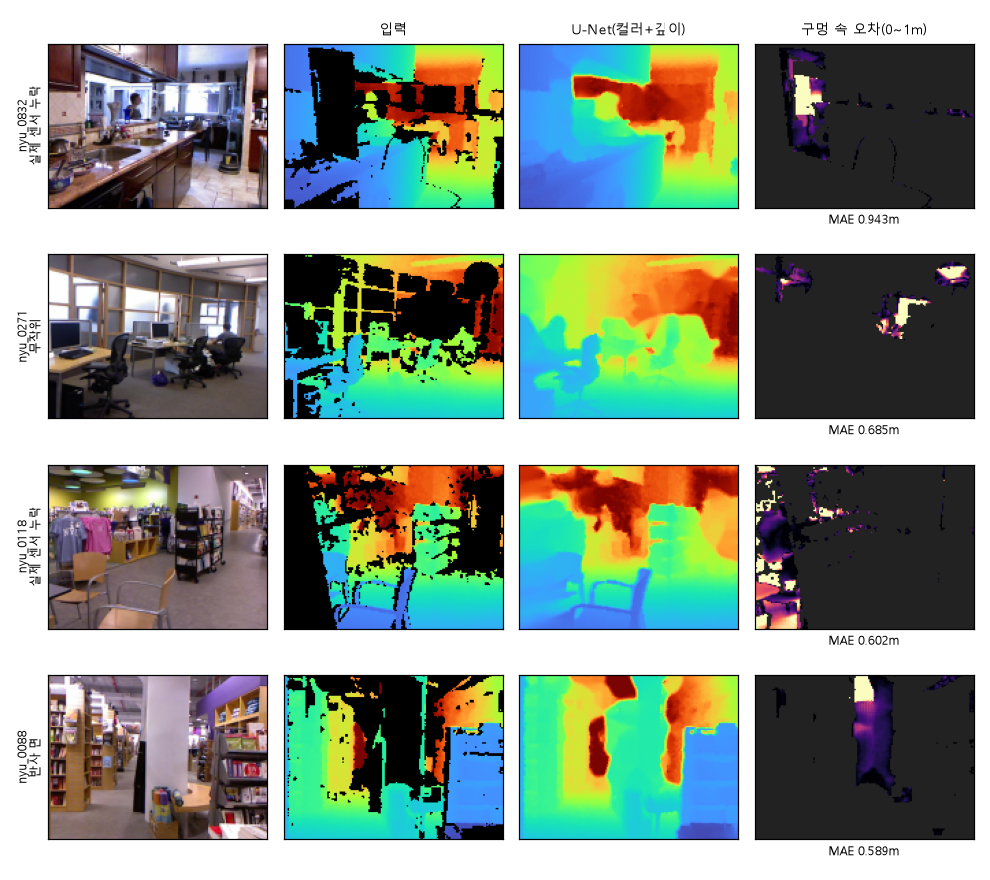 입력
U-Net(컬러+깊이)
구멍 속 오차(0~1m)
nyu_0832
실제 센서 누락
MAE 0.943m
nyu_0271
무작위
MAE 0.685m
nyu_0118
실제 센서 누락
MAE 0.602m
nyu_0088
반사 면
MAE 0.589m